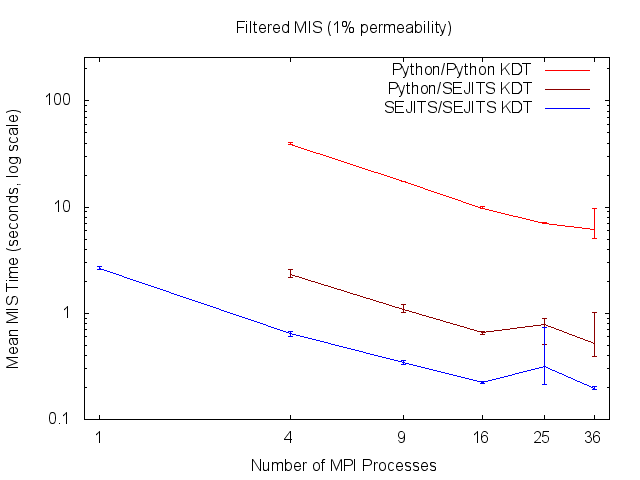 Filtered MIS (1% permeability)
Python/Python KDT
Python/SEJITS KDT
SEJITS/SEJITS KDT
Mean MIS Time (seconds, log scale)
100
10
1
0.1
1 4 9 16 25 36
Number of MPI Processes